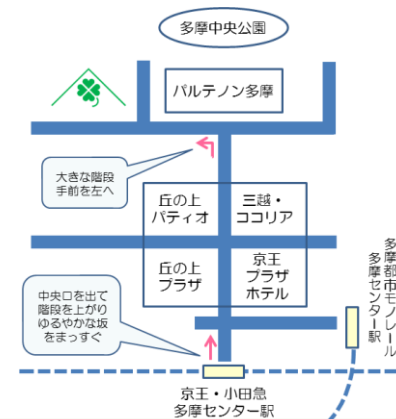 多摩中央公園
パルテノン多摩
大きな階段
手前を左へ
丘の上
パティオ
三越・
ココリア
丘の上
プラザ
京王
プラザ
ホテル
多摩都市モノレール
多摩センター駅
中央口を出て
階段を上がり
ゆるやかな坂
をまっすぐ
京王・小田急
多摩センター駅